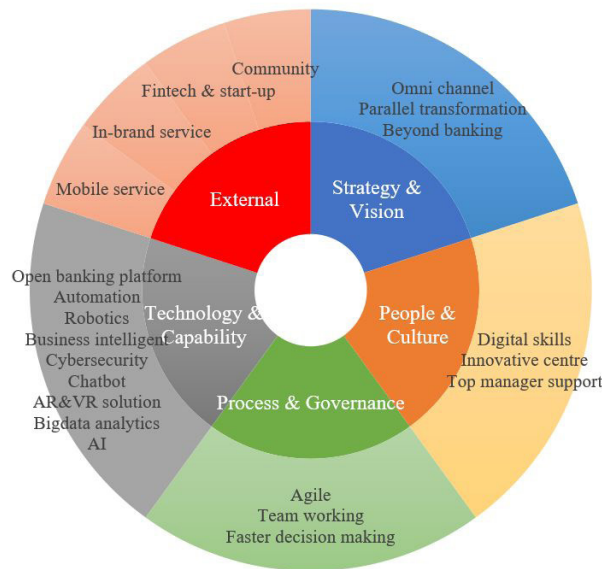 Community
Fintech & start-up
In-brand service
Mobile service
External
Omni channel
Parallel transformation
Beyond banking
Strategy &
Vision
Open banking platform
Automation
Robotics
Business intelligent
Cybersecurity
Chatbot
AR&VR solution
Bigdata analytics
AI
Technology &
Capability
People &
Culture
Digital skills
Innovative centre
Top manager support
Process & Governance
Agile
Team working
Faster decision making